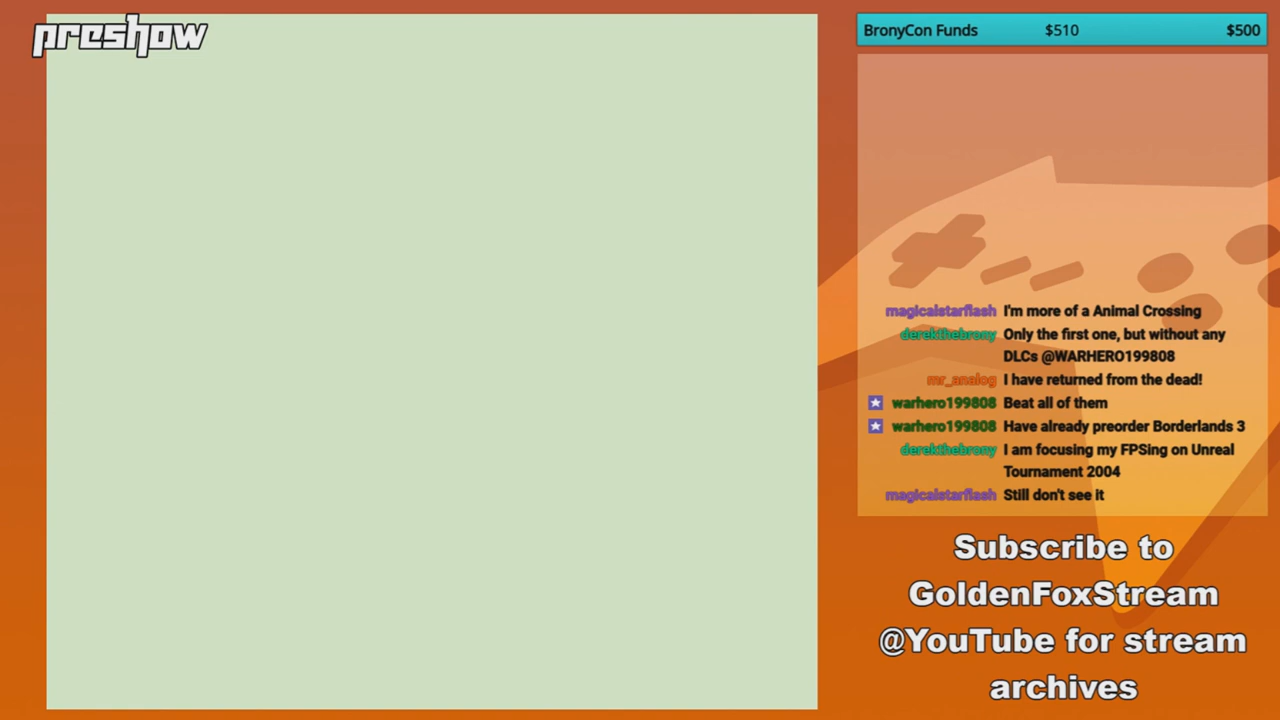 preshow
BronyCon Funds $510 $500
magicalstarflash I'm more of a Animal Crossing
derekthebrony Only the first one, but without any
DLCs @WARHERO199808
mr_analog I have returned from the dead!
warhero199808 Beat all of them
warhero199808 Have already preorder Borderlands 3
derekthebrony I am focusing my FPSing on Unreal
Tournament 2004
magicalstarflash Still don't see it
Subscribe to
GoldenFoxStream
@YouTube for stream
archives